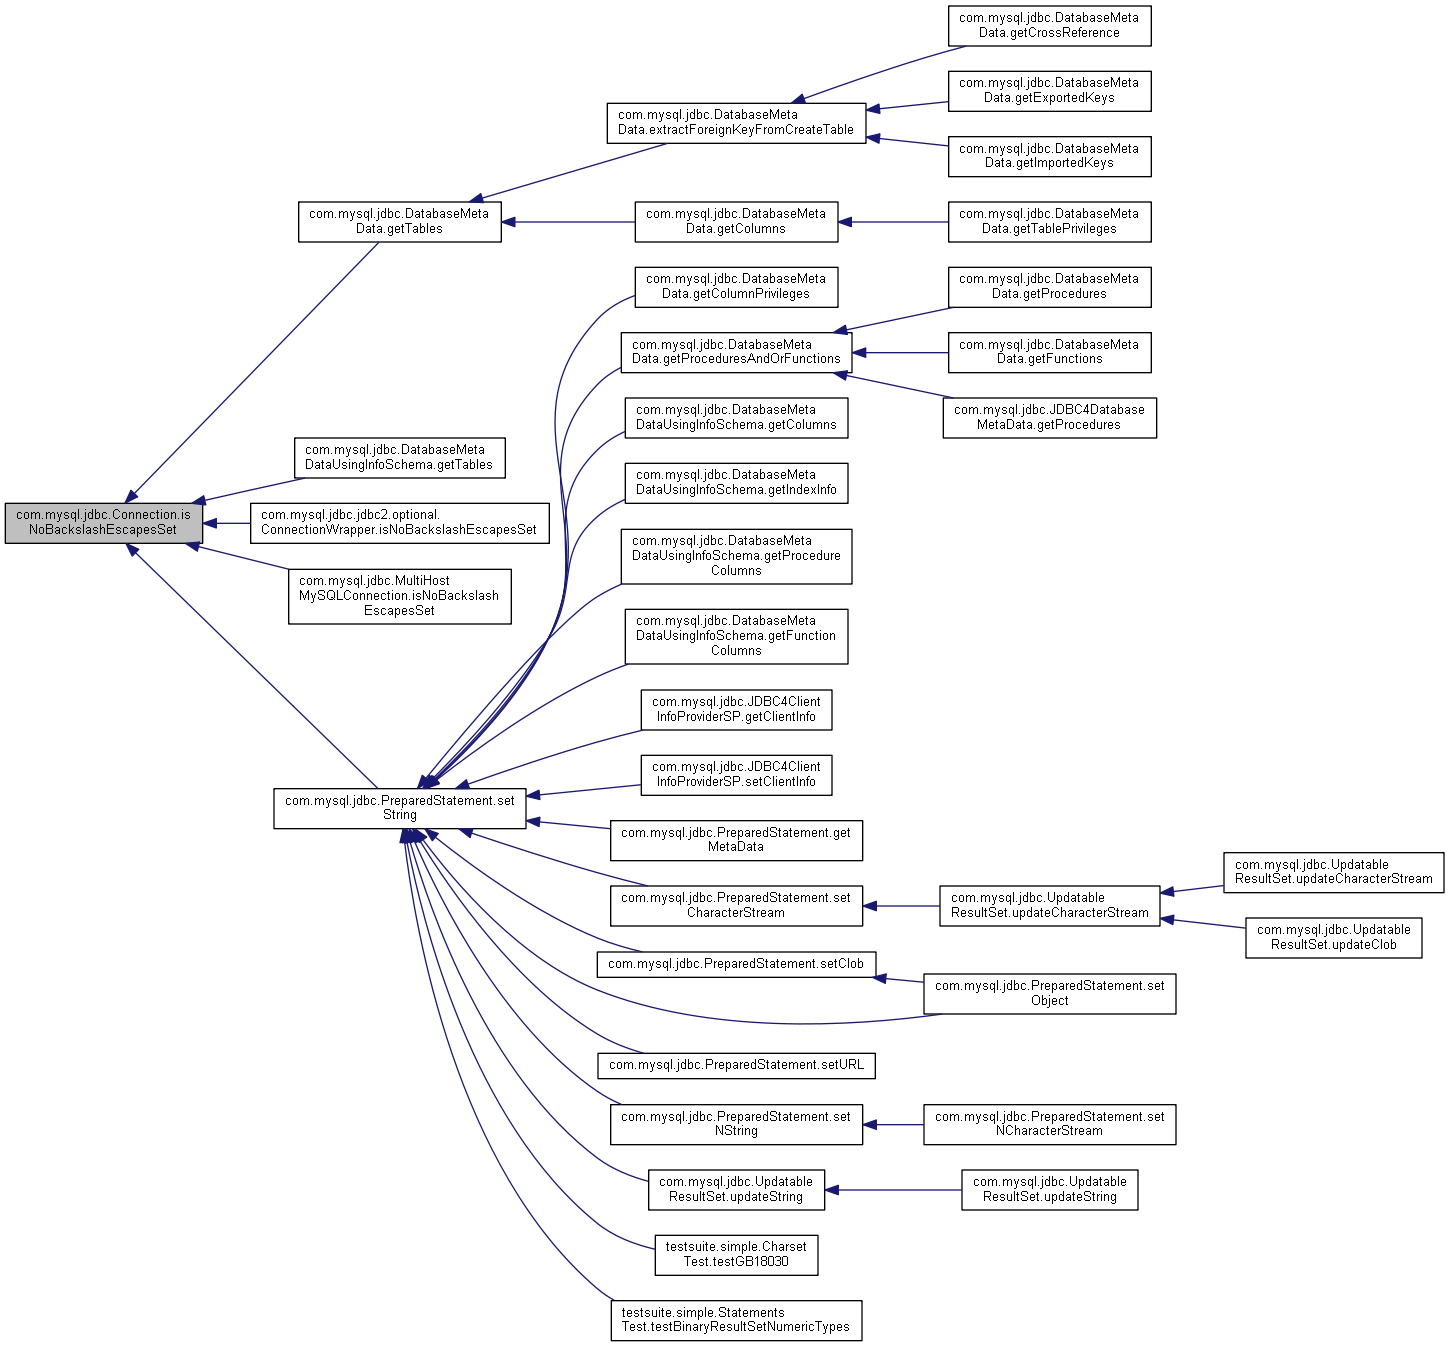 com.mysql.jdbc.DatabaseMeta
Data.getCrossReference
com.mysql.jdbc.DatabaseMeta
Data.getExportedKeys
com.mysql.jdbc.DatabaseMeta
Data.extractForeignKeyFromCreateTable
com.mysql.jdbc.DatabaseMeta
Data.getImportedKeys
com.mysql.jdbc.DatabaseMeta
Data.getTables
com.mysql.jdbc.DatabaseMeta
Data.getColumns
com.mysql.jdbc.DatabaseMeta
Data.getTablePrivileges
com.mysql.jdbc.DatabaseMeta
Data.getColumnPrivileges
com.mysql.jdbc.DatabaseMeta
Data.getProcedures
com.mysql.jdbc.DatabaseMeta
Data.getProceduresAndOrFunctions
com.mysql.jdbc.DatabaseMeta
Data.getFunctions
com.mysql.jdbc.DatabaseMeta
DataUsingInfoSchema.getColumns
com.mysql.jdbc.JDBC4Database
MetaData.getProcedures
com.mysql.jdbc.DatabaseMeta
DataUsingInfoSchema.getTables
com.mysql.jdbc.DatabaseMeta
DataUsingInfoSchema.getIndexInfo
com.mysql.jdbc.Connection.is
NoBackslashEscapesSet
com.mysql.jdbc.jdbc2.optional.
ConnectionWrapper.isNoBackslashEscapesSet
com.mysql.jdbc.DatabaseMeta
DataUsingInfoSchema.getProcedure
Columns
com.mysql.jdbc.MultiHost
MySQLConnection.isNoBackslash
EscapesSet
com.mysql.jdbc.DatabaseMeta
DataUsingInfoSchema.getFunction
Columns
com.mysql.jdbc.JDBC4Client
InfoProviderSP.getClientInfo
com.mysql.jdbc.JDBC4Client
InfoProviderSP.setClientInfo
com.mysql.jdbc.PreparedStatement.set
String
com.mysql.jdbc.PreparedStatement.get
MetaData
com.mysql.jdbc.PreparedStatement.set
CharacterStream
com.mysql.jdbc.Updatable
ResultSet.updateCharacterStream
com.mysql.jdbc.Updatable
ResultSet.updateCharacterStream
com.mysql.jdbc.Updatable
ResultSet.updateClob
com.mysql.jdbc.PreparedStatement.setClob
com.mysql.jdbc.PreparedStatement.set
Object
com.mysql.jdbc.PreparedStatement.setURL
com.mysql.jdbc.PreparedStatement.set
NString
com.mysql.jdbc.PreparedStatement.set
NCharacterStream
com.mysql.jdbc.Updatable
ResultSet.updateString
com.mysql.jdbc.Updatable
ResultSet.updateString
testsuite.simple.Charset
Test.testGB18030
testsuite.simple.Statements
Test.testBinaryResultSetNumericTypes